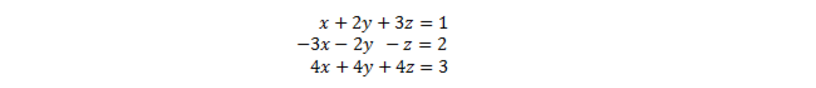 x + 2y + 3z = 1
−3x − 2y − z = 2
4x + 4y + 4z = 3